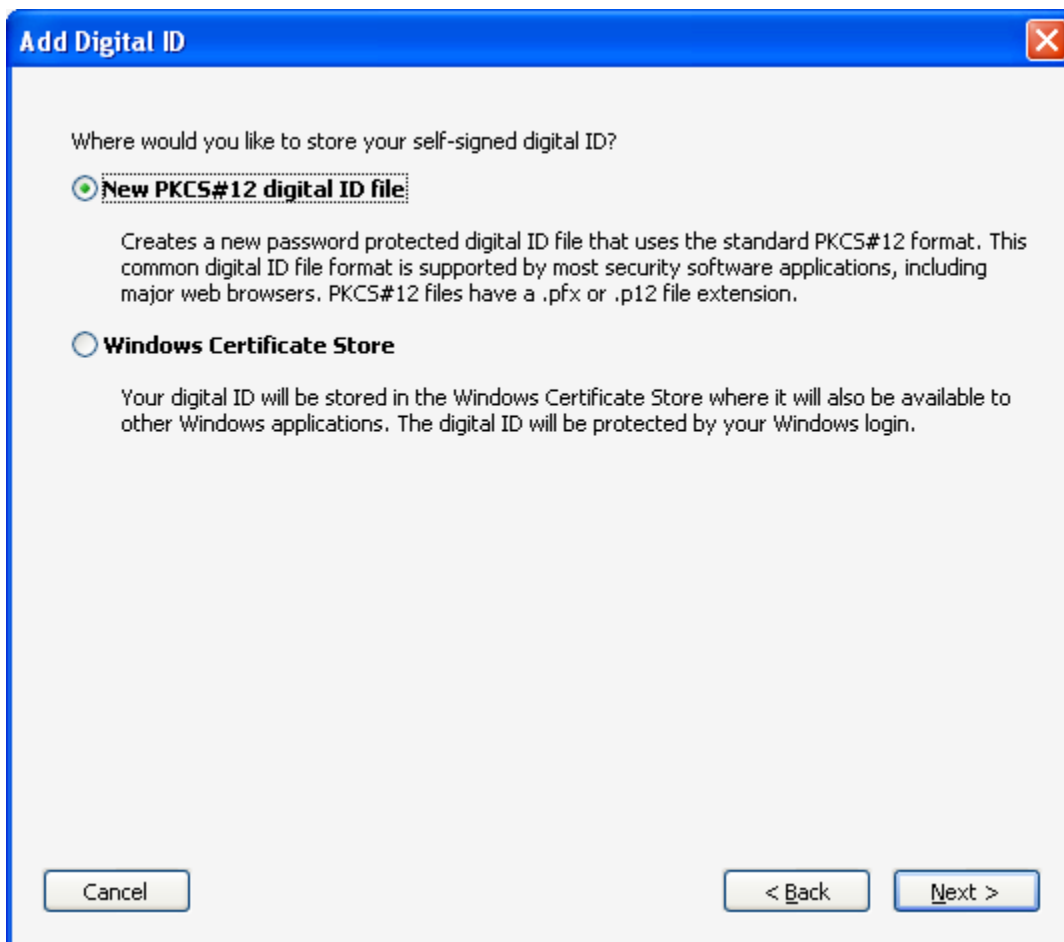 Add Digital ID
Where would you like to store your self-signed digital ID?
New PKCS#12 digital ID file
Creates a new password protected digital ID file that uses the standard PKCS#12 format. This
common digital ID file format is supported by most security software applications, including
major web browsers. PKCS#12 files have a .pfx or .p12 file extension.
Windows Certificate Store
Your digital ID will be stored in the Windows Certificate Store where it will also be available to
other Windows applications. The digital ID will be protected by your Windows login.
Cancel
< Back
Next >